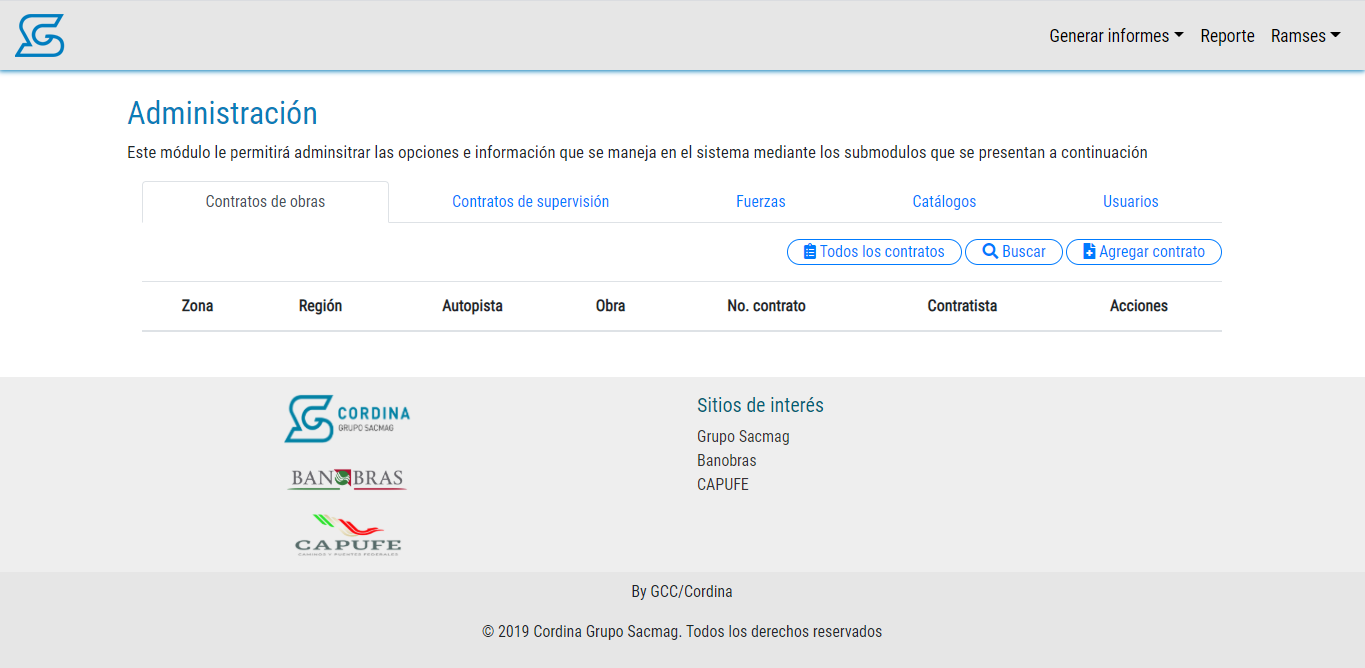 Generar informes Reporte Ramses
Administración
Este módulo le permitirá adminsitrar las opciones e información que se maneja en el sistema mediante los submodulos que se presentan a continuación
Contratos de obras Contratos de supervisión Fuerzas Catálogos Usuarios
Todos los contratos Buscar Agregar contrato
Zona Región Autopista Obra No. contrato Contratista Acciones
CORDINA
GRUPO SACMAG
BANOBRAS
CAPUFE
CAMINOS Y PUENTES FEDERALES
Sitios de interés
Grupo Sacmag
Banobras
CAPUFE
By GCC/Cordina
© 2019 Cordina Grupo Sacmag. Todos los derechos reservados